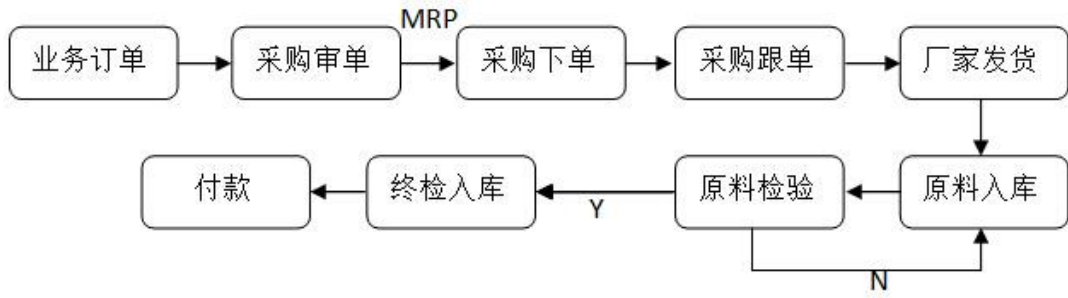 MRP
业务订单
采购审单
采购下单
采购跟单
厂家发货
付款
终检入库
原料检验
原料入库
Y
N